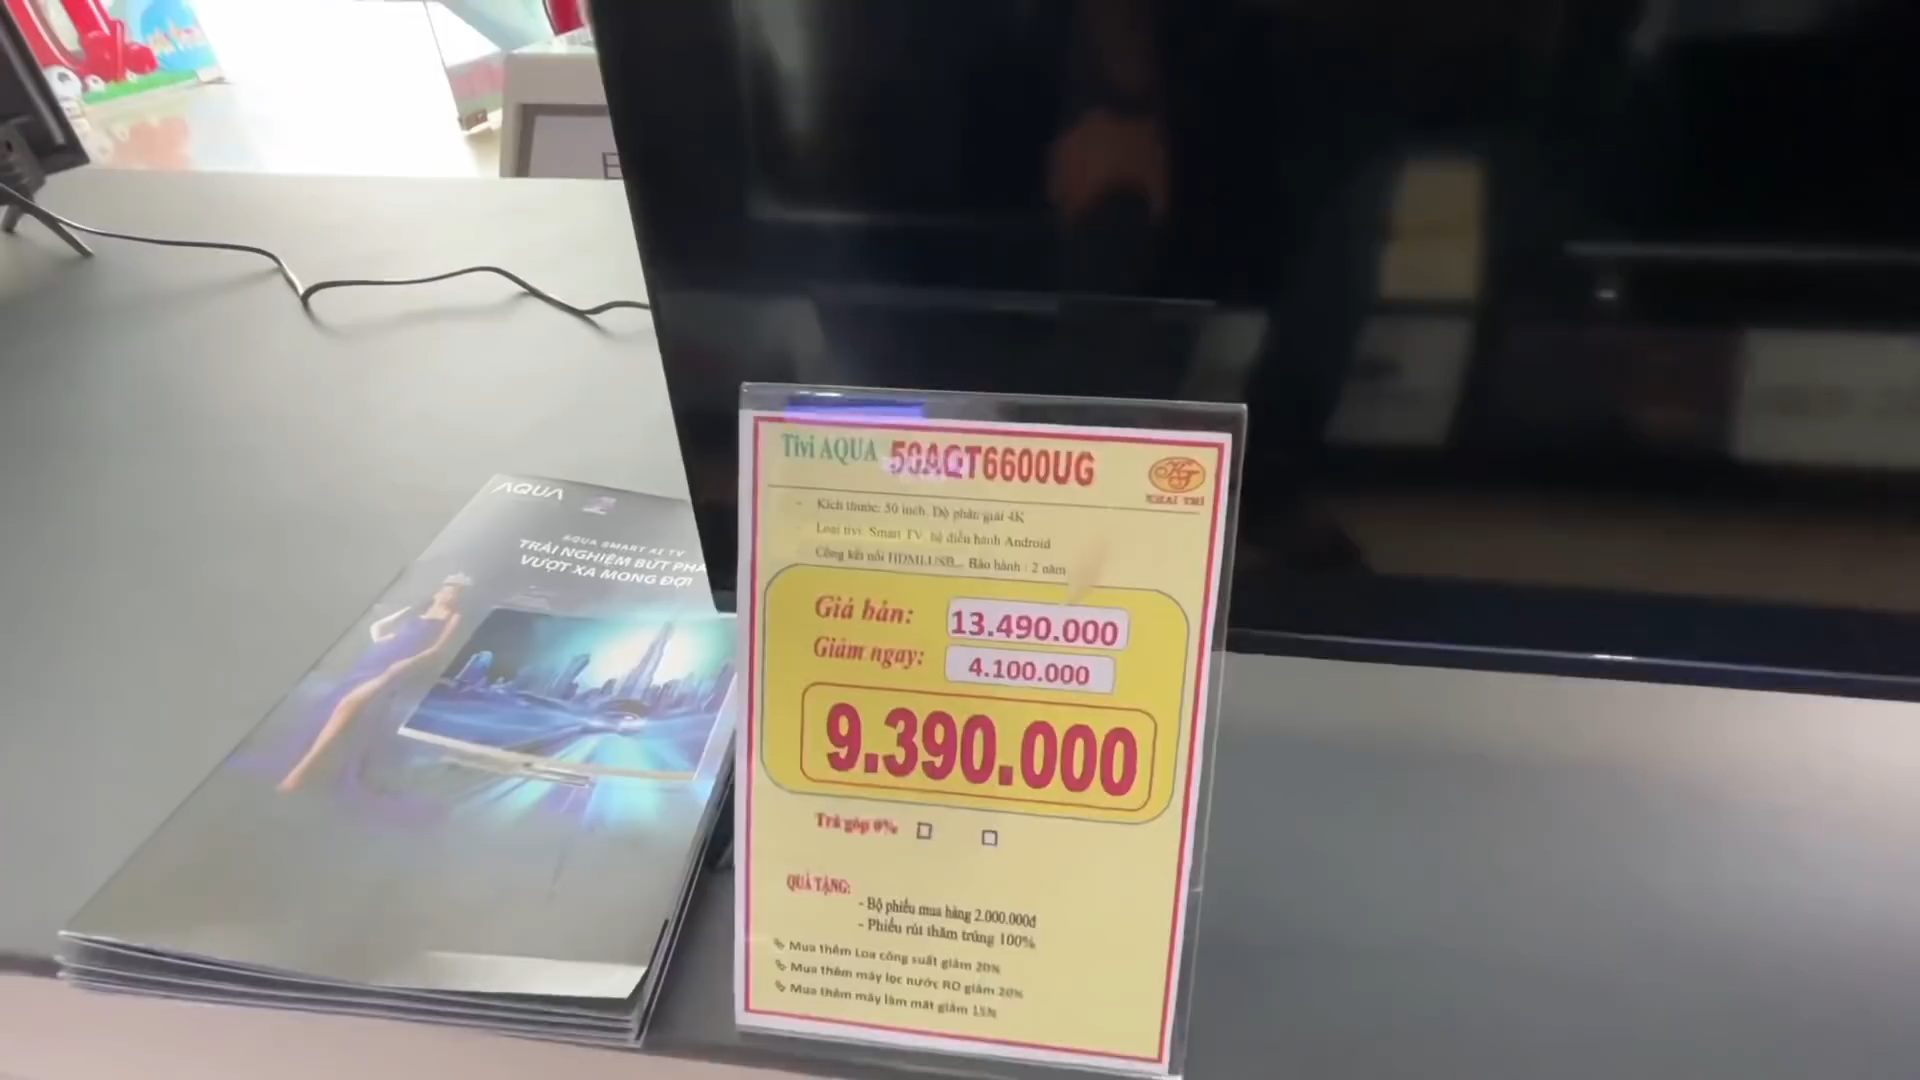 AQUA
AQUA SMART AI TV
TRẢI NGHIỆM BỨT PHÁ
VƯỢT XA MONG ĐỢI
Tivi AQUA 50AQT6600UG
KHAI TRÍ
- Kích thước: 50 inch. Độ phân giải 4K
- Loại tivi: Smart TV, hệ điều hành Android
Cổng kết nối HDMI,USB... Bảo hành : 2 năm
Giá bán: 13.490.000
Giảm ngay: 4.100.000
9.390.000
Trả góp 0% □ □
QUÀ TẶNG:
- Bộ phiếu mua hàng 2.000.000đ
- Phiếu rút thăm trúng 100%
Mua thêm Loa công suất giảm 20%
Mua thêm máy lọc nước RO giảm 20%
Mua thêm máy làm mát giảm 15%